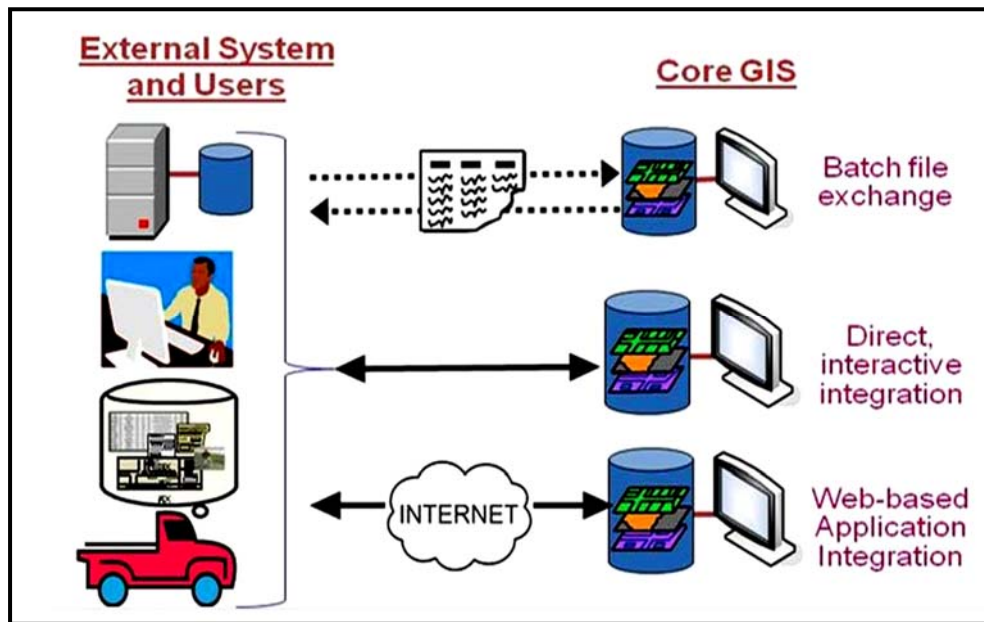 External System
and Users
Core GIS
Batch file
exchange
Direct,
interactive
integration
INTERNET
Web-based
Application
Integration